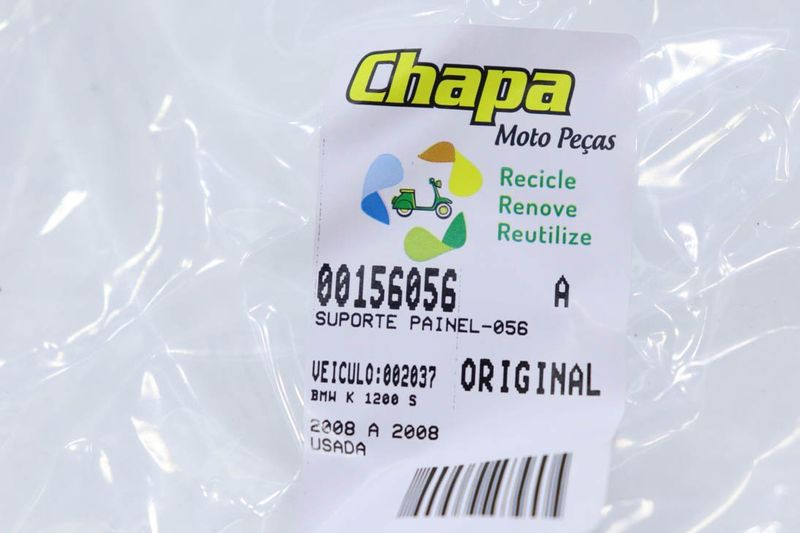 Chapa
Moto Peças
Recicle
Renove
Reutilize
00156056 A
SUPORTE PAINEL-056
VEICULO:002037 ORIGINAL
BMW K 1200 S
2008 A 2008
USADA